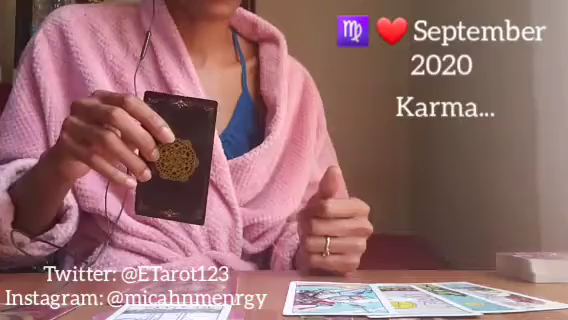 ♍ ❤️ September
2020
Karma...
Twitter: @ETarot123
Instagram: @micahnmenrgy